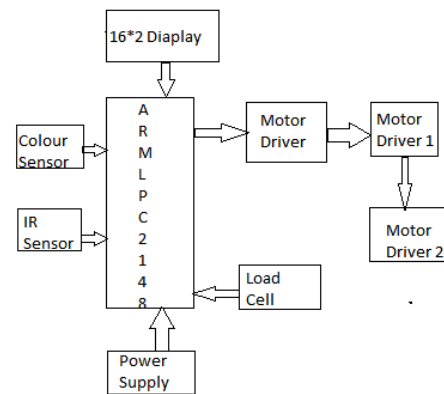 16*2 Diaplay
A
R
M
L
P
C
2
1
4
8
Colour
Sensor
IR
Sensor
Motor
Driver
Motor
Driver 1
Motor
Driver 2
Load
Cell
Power
Supply